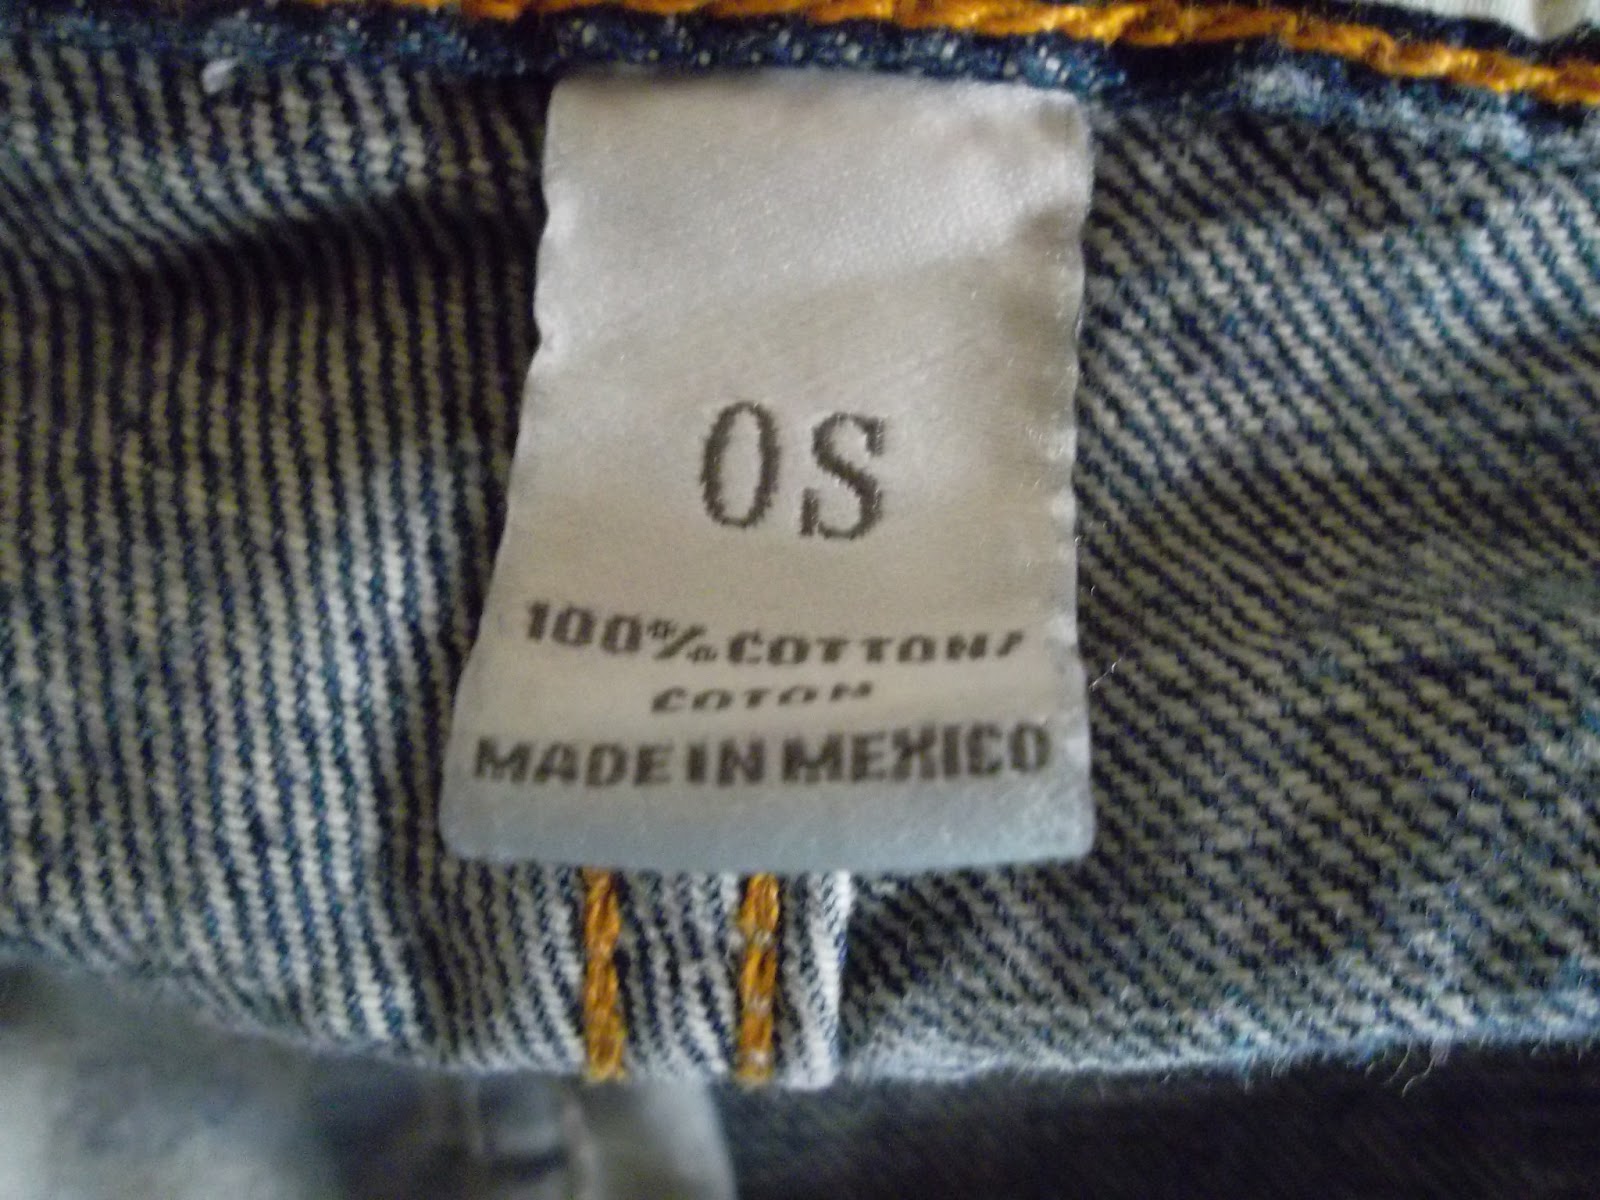 0S
100% COTTON/
COTON
MADE IN MEXICO